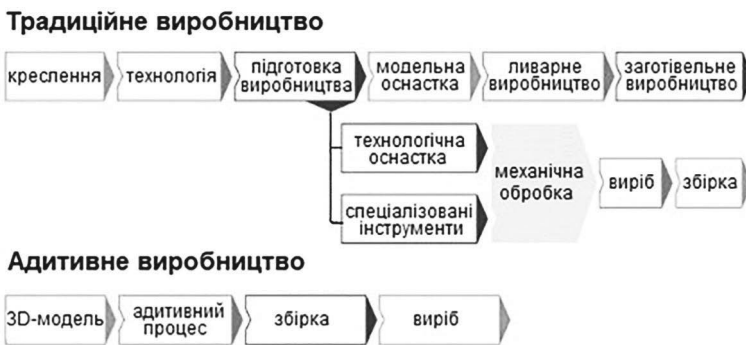 Традиційне виробництво
креслення
технологія
підготовка
виробництва
модельна
оснастка
ливарне
виробництво
заготівельне
виробництво
технологічна
оснастка
спеціалізовані
інструменти
механічна
обробка
виріб
збірка
Адитивне виробництво
3D-модель
адитивний
процес
збірка
виріб